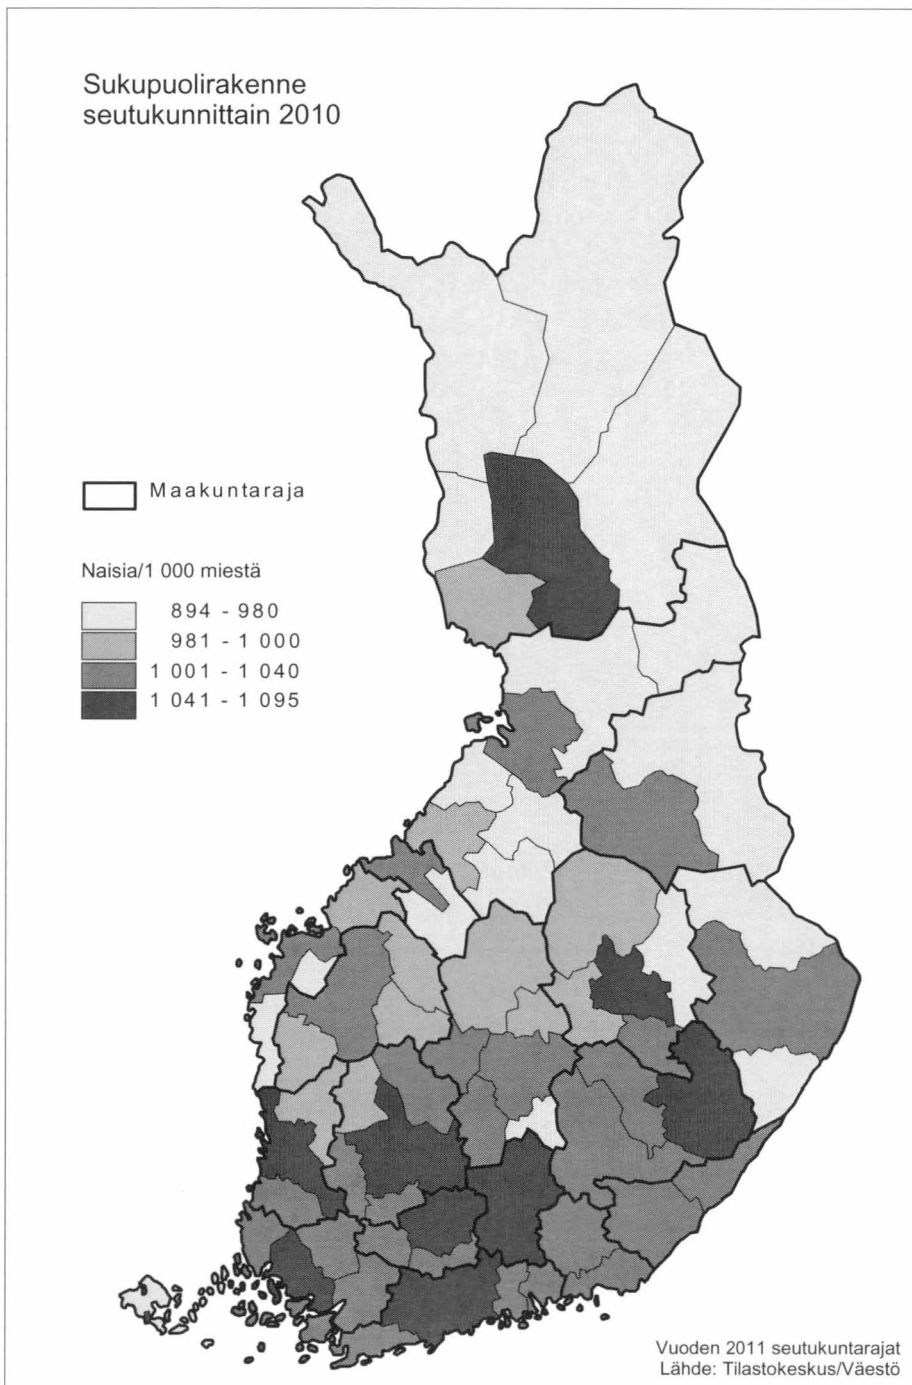 Sukupuolirakenne
seutukunnittain 2010
Maakuntaraja
Naisia/1 000 miestä
894 - 980
981 - 1 000
1 001 - 1 040
1 041 - 1 095
Vuoden 2011 seutukuntarajat
Lähde: Tilastokeskus/Väestö